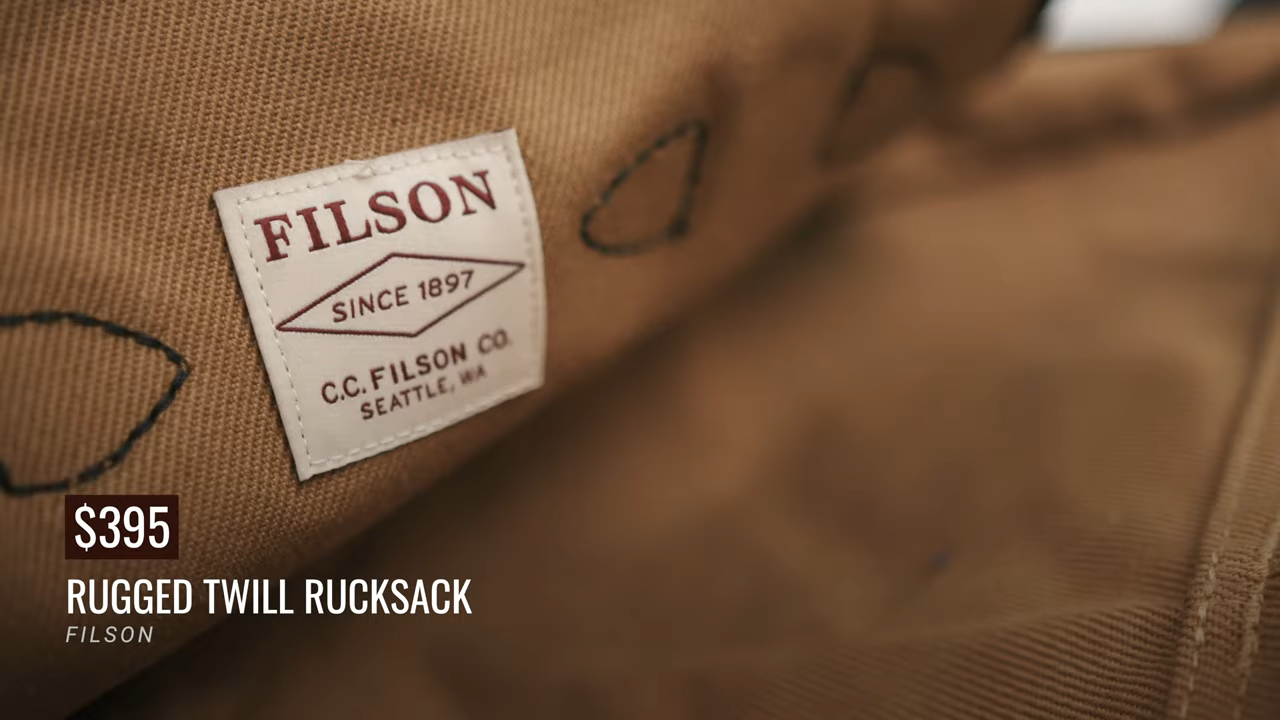 FILSON
SINCE 1897
C.C. FILSON CO.
SEATTLE, WA
$395
RUGGED TWILL RUCKSACK
FILSON